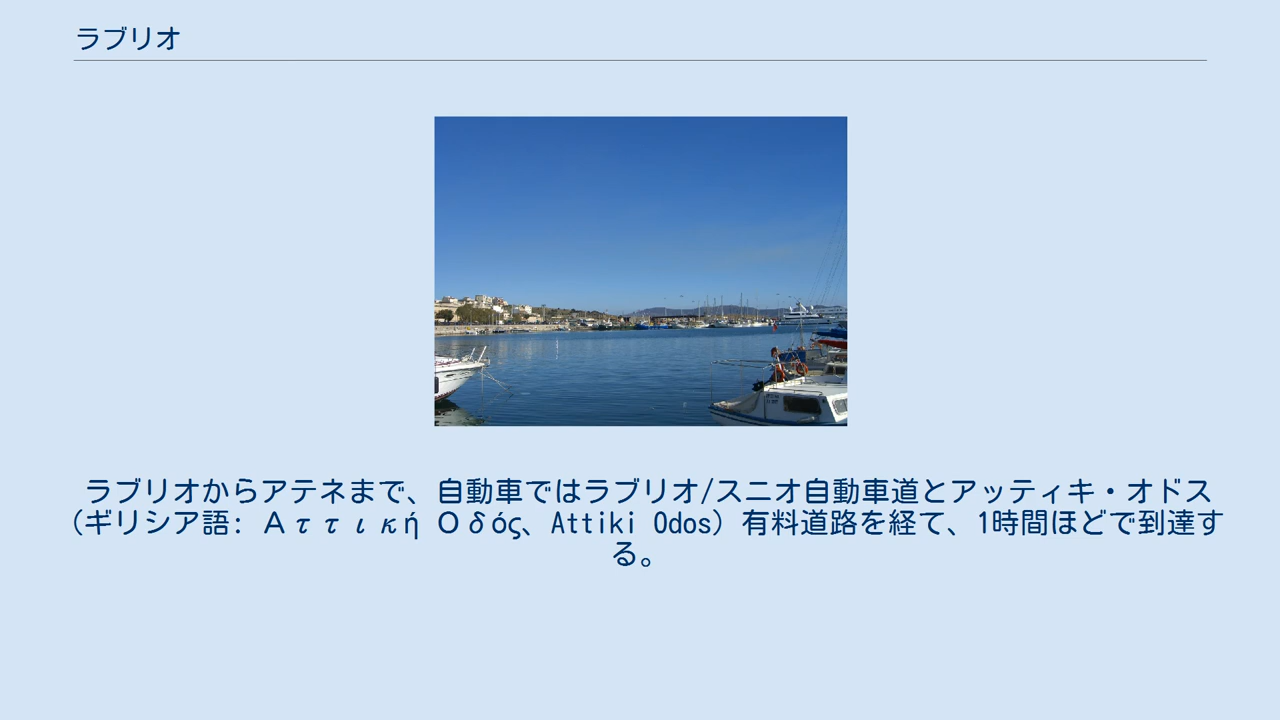 ラブリオ
ラブリオからアテネまで、自動車ではラブリオ/スニオ自動車道とアッティキ・オドス
(ギリシア語: Αττική Οδός、Attiki Odos) 有料道路を経て、1時間ほどで到達す
る。